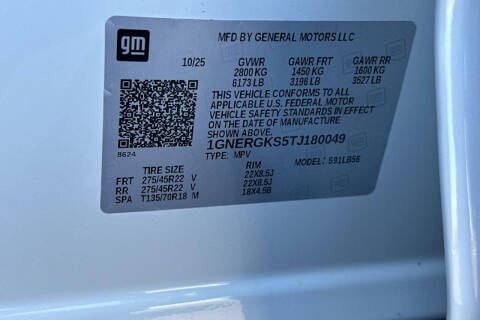 gm
MFD BY GENERAL MOTORS LLC
10/25 GVWR GAWR FRT GAWR RR
2800 KG 1450 KG 1600 KG
6173 LB 3196 LB 3527 LB
THIS VEHICLE CONFORMS TO ALL
APPLICABLE U.S. FEDERAL MOTOR
VEHICLE SAFETY STANDARDS IN EFFECT
ON THE DATE OF MANUFACTURE SHOWN ABOVE.
8624
1GNERGKS5TJ180049
TYPE: MPV MODEL: 591LB56
TIRE SIZE RIM
FRT 275/45R22 V 22X8.5J
RR 275/45R22 V 22X8.5J
SPA T135/70R18 M 18X4.5B